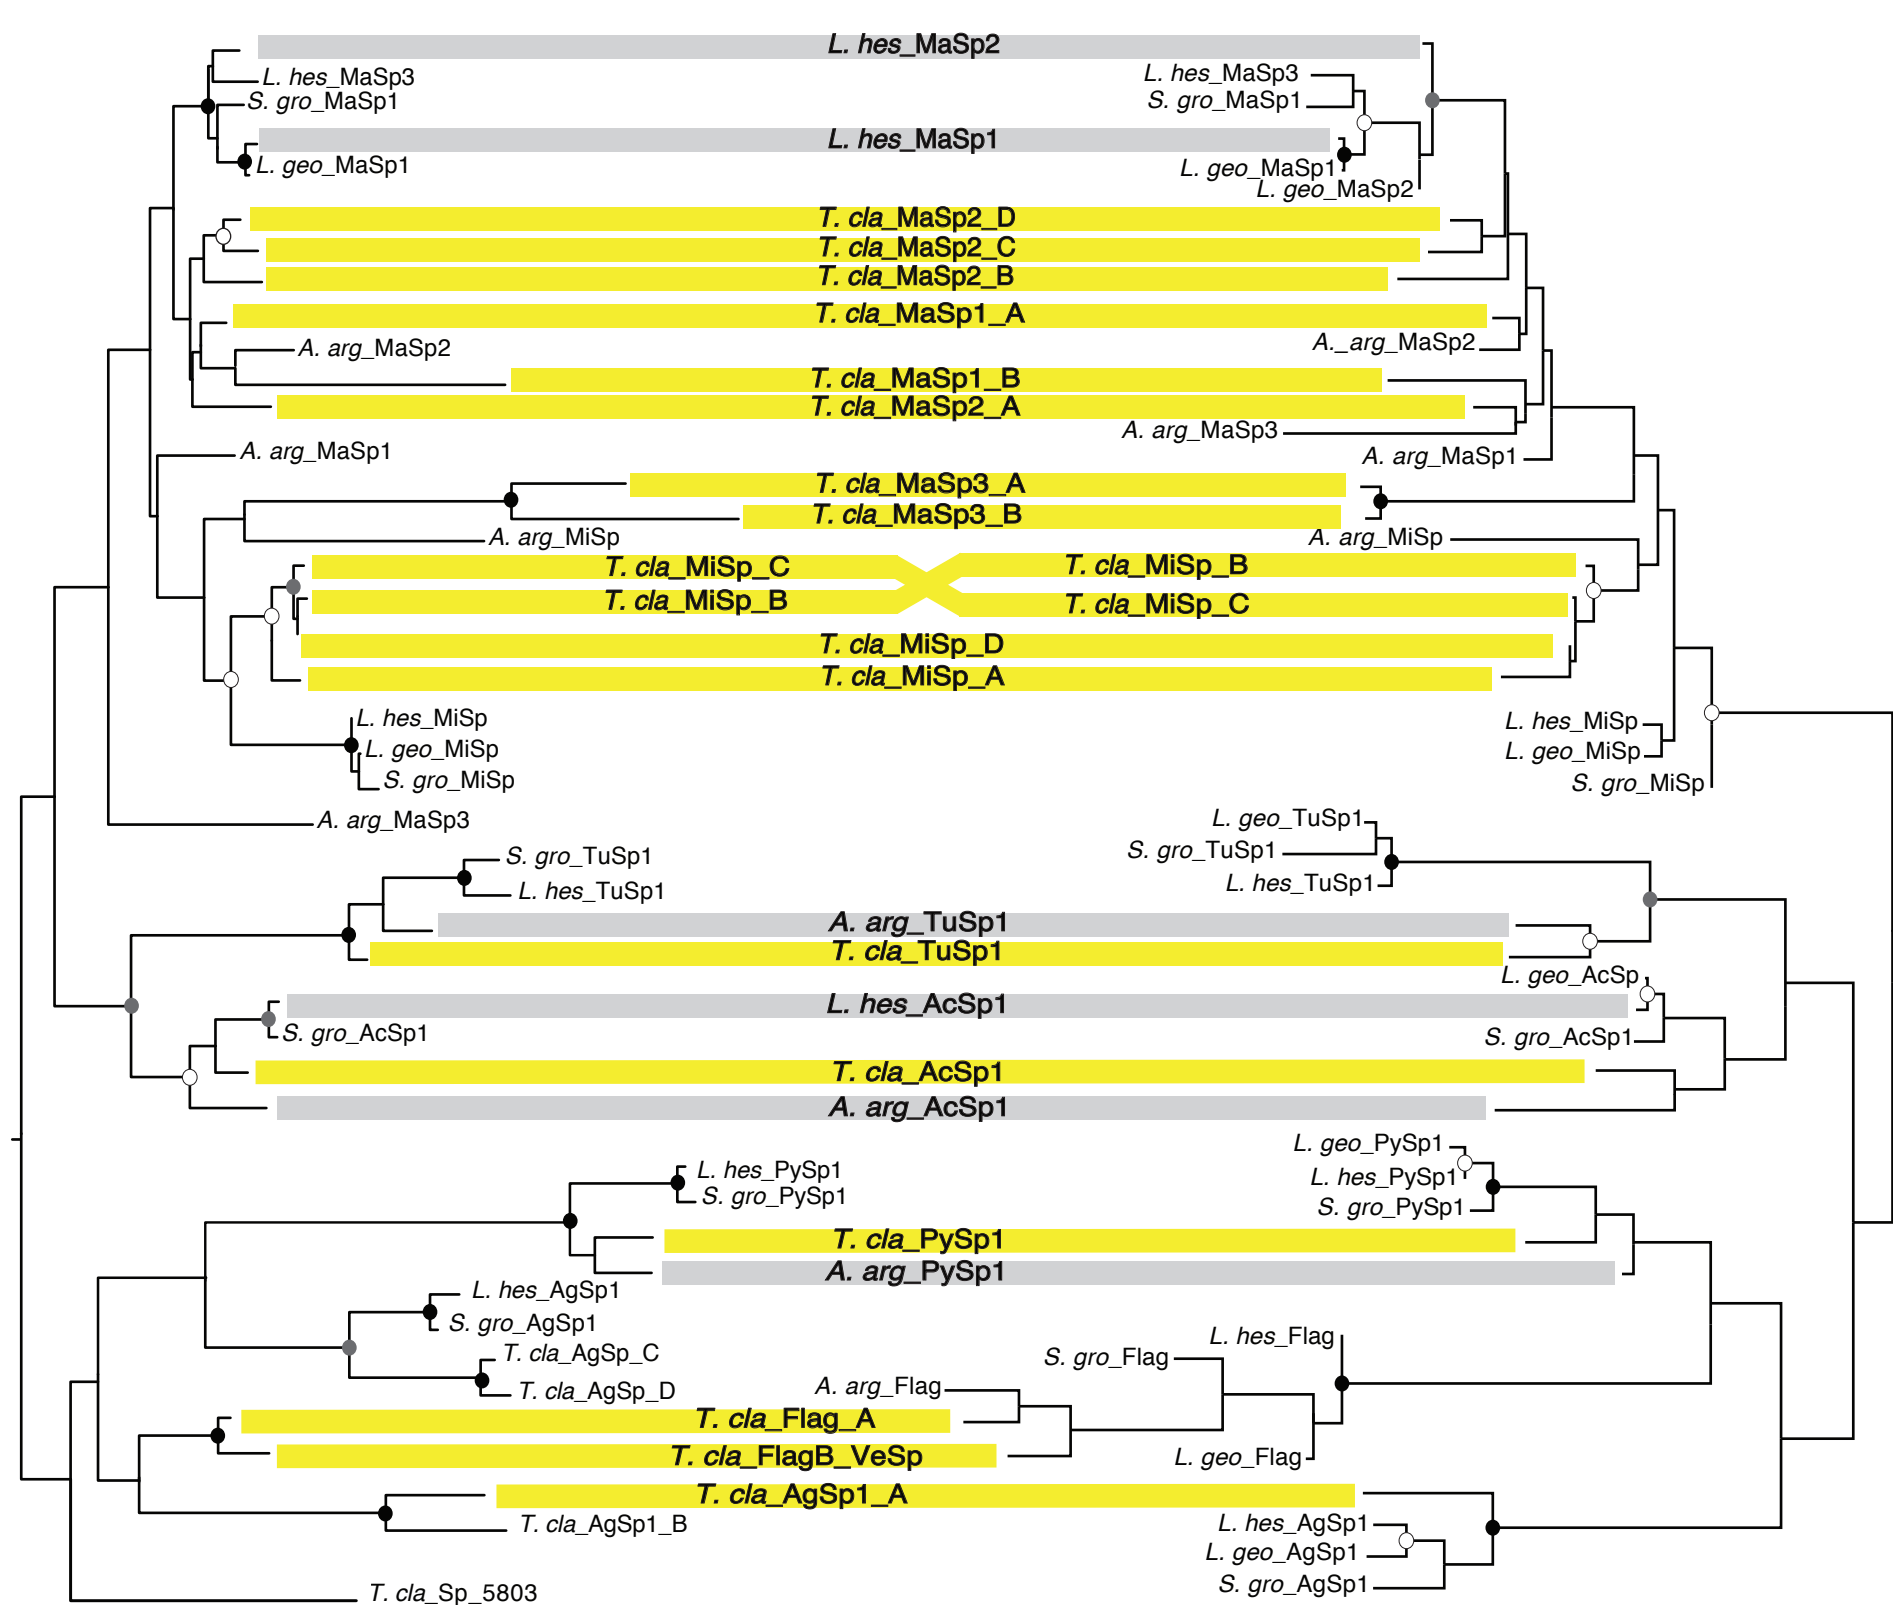 L. hes_MaSp2
L. hes_MaSp3
L. hes_MaSp3
S. gro_MaSp1
S. gro_MaSp1
L. hes_MaSp1
L. geo_MaSp1
L. geo_MaSp1
L. geo_MaSp2
T. cla_MaSp2_D
T. cla_MaSp2_C
T. cla_MaSp2_B
T. cla_MaSp1_A
A. arg_MaSp2
A._arg_MaSp2
T. cla_MaSp1_B
T. cla_MaSp2_A
A. arg_MaSp3
A. arg_MaSp1
A. arg_MaSp1
T. cla_MaSp3_A
T. cla_MaSp3_B
A. arg_MiSp
A. arg_MiSp
T. cla_MiSp_C
T. cla_MiSp_B
T. cla_MiSp_B
T. cla_MiSp_C
T. cla_MiSp_D
T. cla_MiSp_A
L. hes_MiSp
L. hes_MiSp
L. geo_MiSp
L. geo_MiSp
S. gro_MiSp
S. gro_MiSp
A. arg_MaSp3
L. geo_TuSp1
S. gro_TuSp1
S. gro_TuSp1
L. hes_TuSp1
L. hes_TuSp1
A. arg_TuSp1
T. cla_TuSp1
L. geo_AcSp
L. hes_AcSp1
S. gro_AcSp1
S. gro_AcSp1
T. cla_AcSp1
A. arg_AcSp1
L. geo_PySp1
L. hes_PySp1
L. hes_PySp1
S. gro_PySp1
S. gro_PySp1
T. cla_PySp1
A. arg_PySp1
L. hes_AgSp1
S. gro_AgSp1
L. hes_Flag
T. cla_AgSp_C
S. gro_Flag
T. cla_AgSp_D
A. arg_Flag
T. cla_Flag_A
T. cla_FlagB_VeSp
L. geo_Flag
T. cla_AgSp1_A
T. cla_AgSp1_B
L. hes_AgSp1
L. geo_AgSp1
S. gro_AgSp1
T. cla_Sp_5803